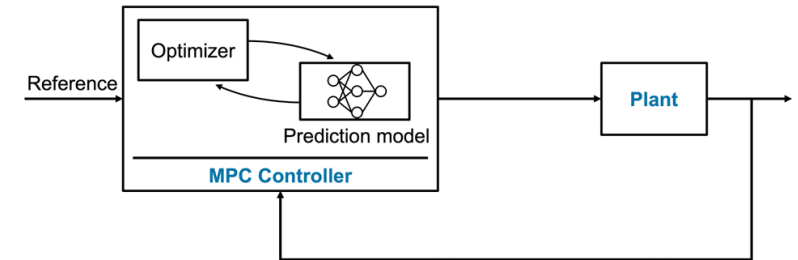 Optimizer
Reference
Plant
Prediction model
MPC Controller